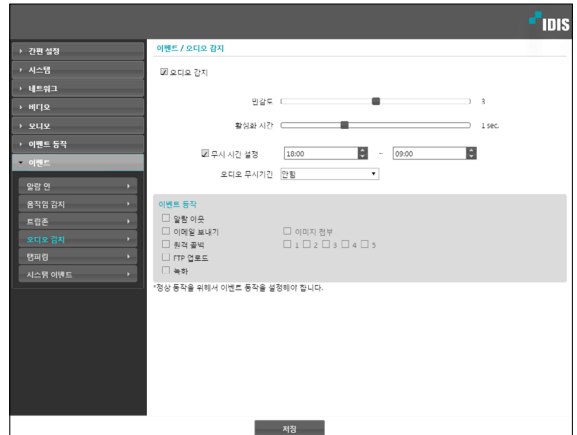 IDIS
간편 설정
시스템
네트워크
비디오
오디오
이벤트 동작
이벤트
알람 인
움직임 감지
트립존
오디오 감지
탬퍼링
시스템 이벤트
이벤트 / 오디오 감지
오디오 감지
민감도 3
활성화 시간 1 sec.
무시 시간 설정 18:00 ~ 09:00
오디오 무시기간 안함
이벤트 동작
알람 아웃
이메일 보내기 이미지 첨부
원격 콜백 1 2 3 4 5
FTP 업로드
녹화
*정상 동작을 위해서 이벤트 동작을 설정해야 합니다.
저장